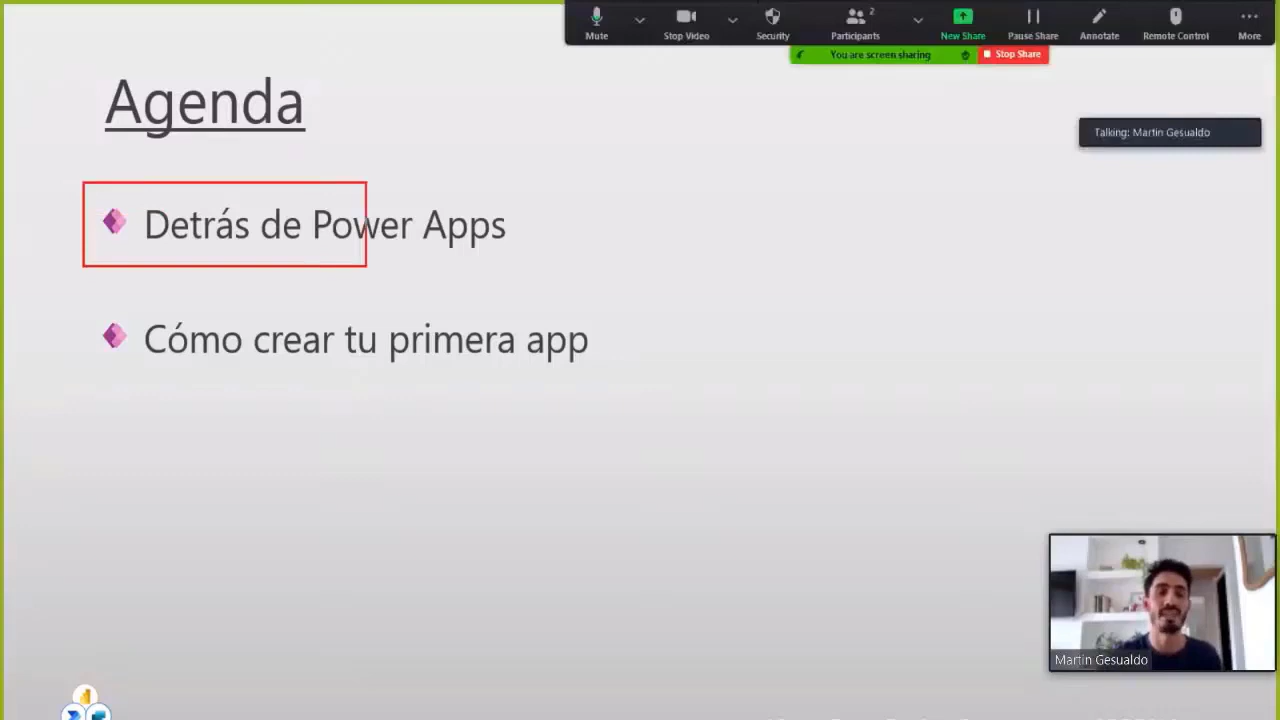 Mute
Stop Video
Security
2
Participants
New Share
Pause Share
Annotate
Remote Control
More
You are screen sharing
Stop Share
Agenda
Talking: Martin Gesualdo
Detrás de Power Apps
Cómo crear tu primera app
Martin Gesualdo